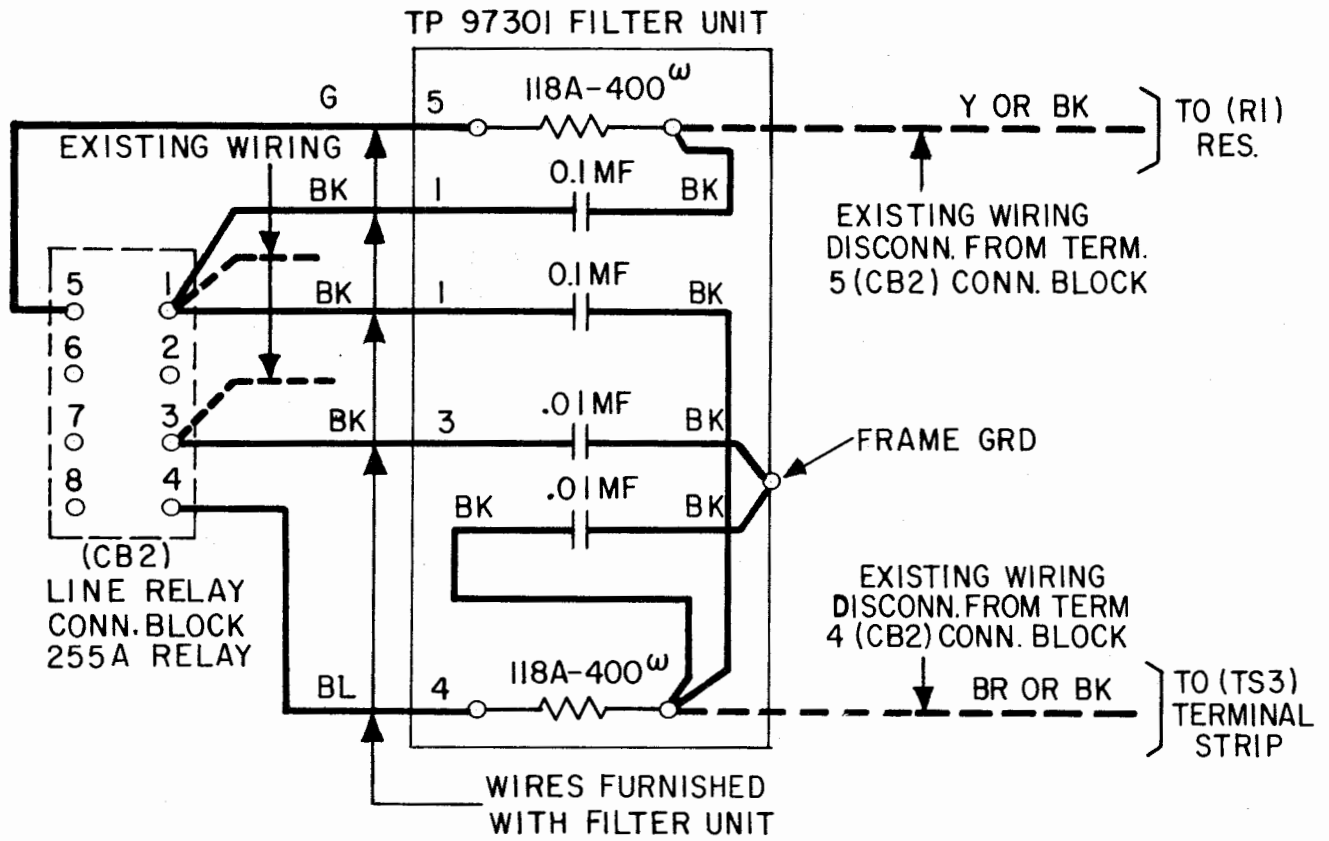 TP 97301 FILTER UNIT
G
5
118A-400ω
Y OR BK
TO (R1)
RES.
EXISTING WIRING
BK
1
0.1MF
BK
EXISTING WIRING
DISCONN. FROM TERM.
5(CB2) CONN. BLOCK
5
1
BK
1
0.1MF
BK
6
2
7
3
BK
3
.01MF
BK
FRAME GRD
8
4
BK
.01MF
BK
(CB2)
LINE RELAY
CONN. BLOCK
255A RELAY
EXISTING WIRING
DISCONN. FROM TERM
4 (CB2) CONN. BLOCK
BL
4
118A-400ω
BR OR BK
TO (TS3)
TERMINAL
STRIP
WIRES FURNISHED
WITH FILTER UNIT